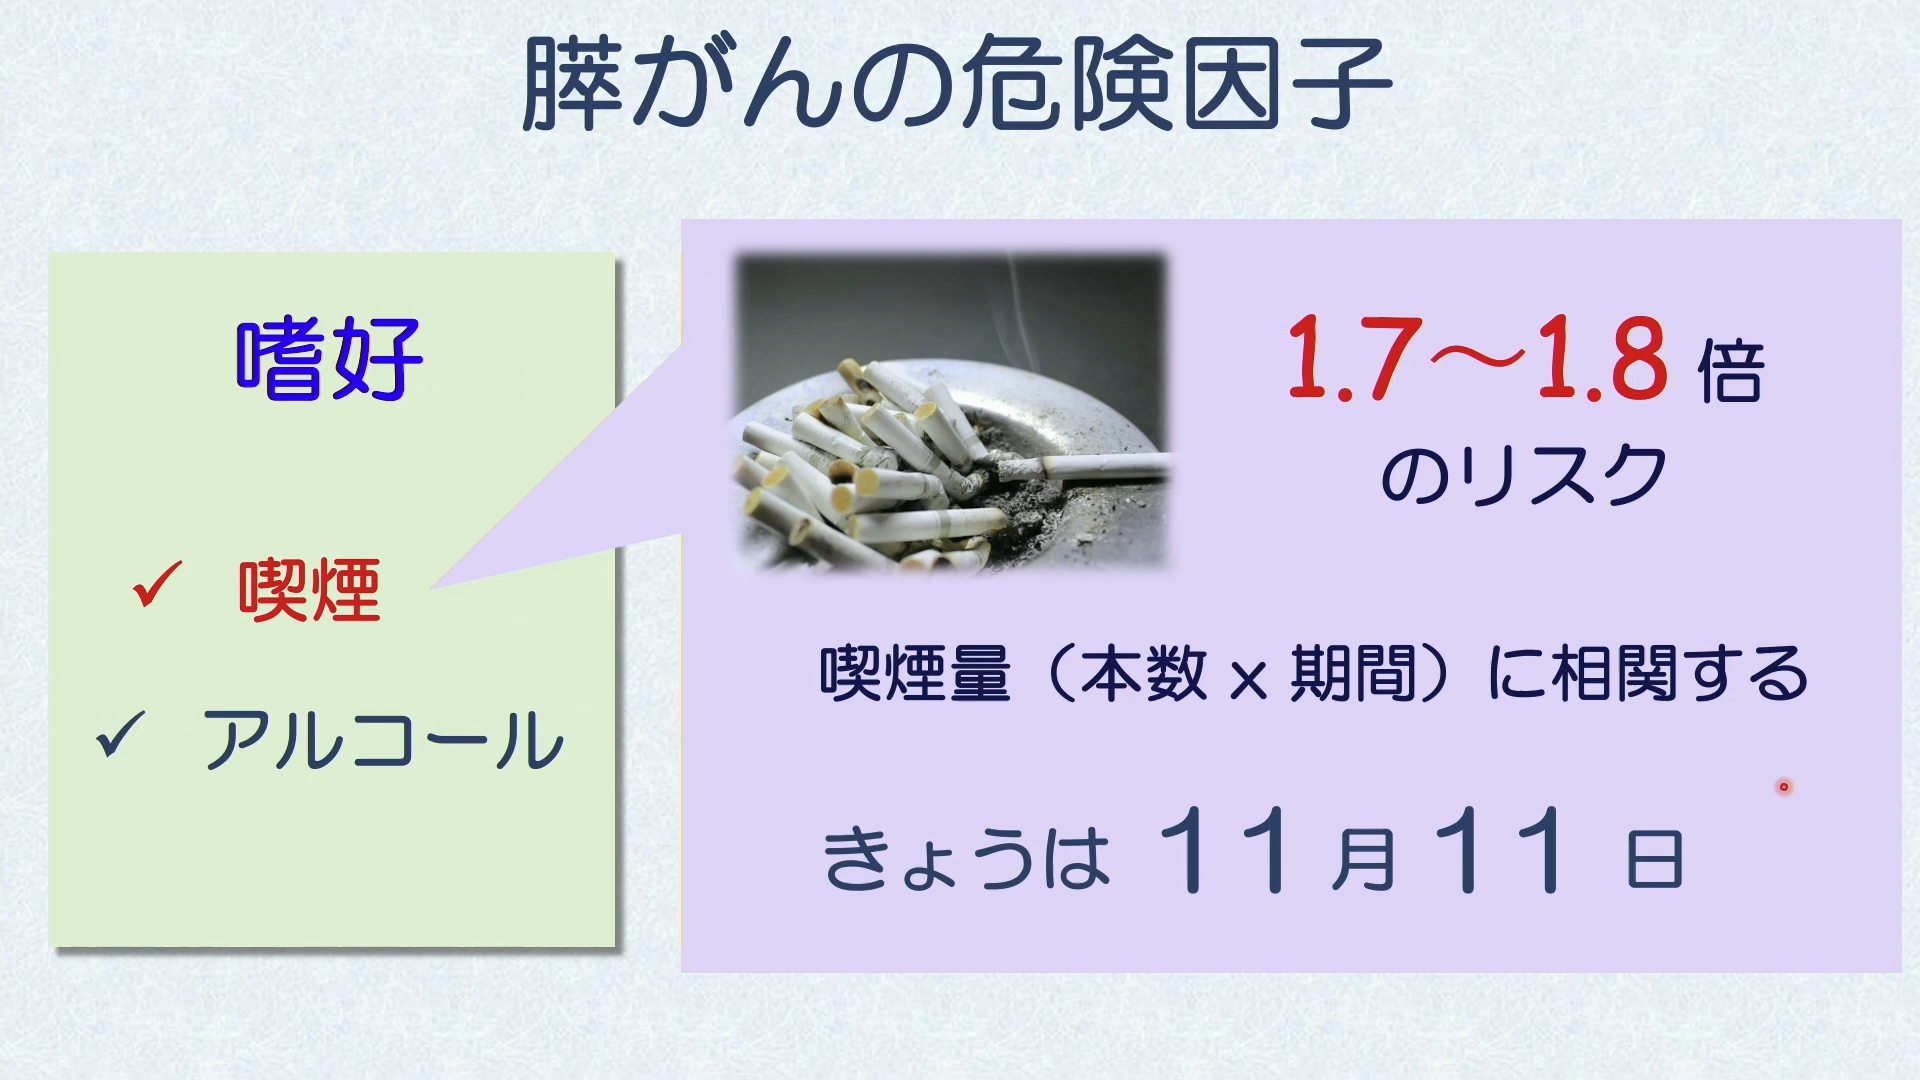 膵がんの危険因子
嗜好
✓ 喫煙
✓ アルコール
1.7～1.8 倍
のリスク
喫煙量（本数 x 期間）に相関する
きょうは 11 月 11 日